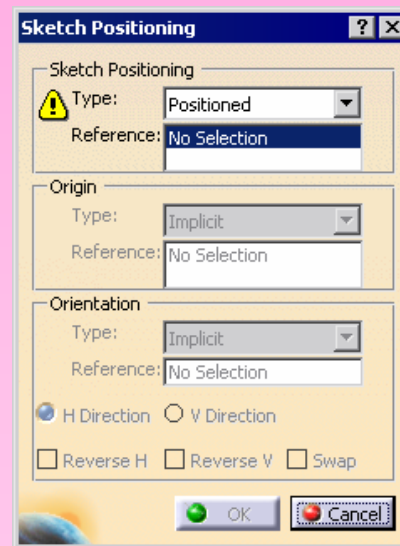 Sketch Positioning
Sketch Positioning
Type: Positioned
Reference: No Selection
Origin
Type: Implicit
Reference: No Selection
Orientation
Type: Implicit
Reference: No Selection
H Direction V Direction
Reverse H Reverse V Swap
OK Cancel